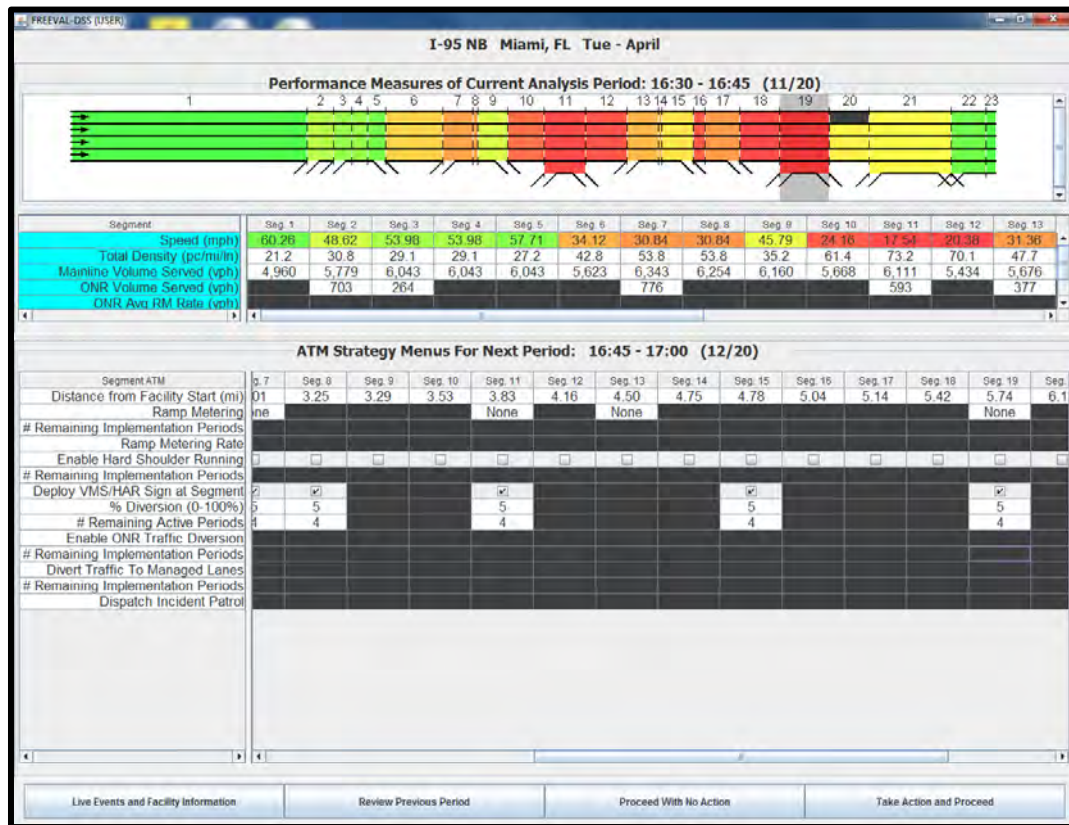 FREEVAL-DSS (USER)
I-95 NB Miami, FL Tue - April
Performance Measures of Current Analysis Period: 16:30 - 16:45 (11/20)
1 2 3 4 5 6 7 8 9 10 11 12 13 14 15 16 17 18 19 20 21 22 23
Segment Seg. 1 Seg. 2 Seg. 3 Seg. 4 Seg. 5 Seg. 6 Seg. 7 Seg. 8 Seg. 9 Seg. 10 Seg. 11 Seg. 12 Seg. 13
Speed (mph) 60.26 48.62 53.98 53.98 57.71 34.12 30.84 30.84 45.79 24.16 17.54 20.38 31.36
Total Density (pc/mi/ln) 21.2 30.8 29.1 29.1 27.2 42.8 53.8 53.8 35.2 61.4 73.2 70.1 47.7
Mainline Volume Served (vph) 4,960 5,779 6,043 6,043 6,043 5,623 6,343 6,254 6,160 5,668 6,111 5,434 5,676
ONR Volume Served (vph) 703 264 776 593 377
ONR Avg RM Rate (vph)
ATM Strategy Menus For Next Period: 16:45 - 17:00 (12/20)
Segment ATM g. 7 Seg. 8 Seg. 9 Seg. 10 Seg. 11 Seg. 12 Seg. 13 Seg. 14 Seg. 15 Seg. 16 Seg. 17 Seg. 18 Seg. 19 Seg.
Distance from Facility Start (mi) 01 3.25 3.29 3.53 3.83 4.16 4.50 4.75 4.78 5.04 5.14 5.42 5.74 6.1
Ramp Metering one None None None
# Remaining Implementation Periods
Ramp Metering Rate
Enable Hard Shoulder Running
# Remaining Implementation Periods
Deploy VMS/HAR Sign at Segment
% Diversion (0-100%) 5 5 5 5 5
# Remaining Active Periods 4 4 4 4 4
Enable ONR Traffic Diversion
# Remaining Implementation Periods
Divert Traffic To Managed Lanes
# Remaining Implementation Periods
Dispatch Incident Patrol
Live Events and Facility Information Review Previous Period Proceed With No Action Take Action and Proceed